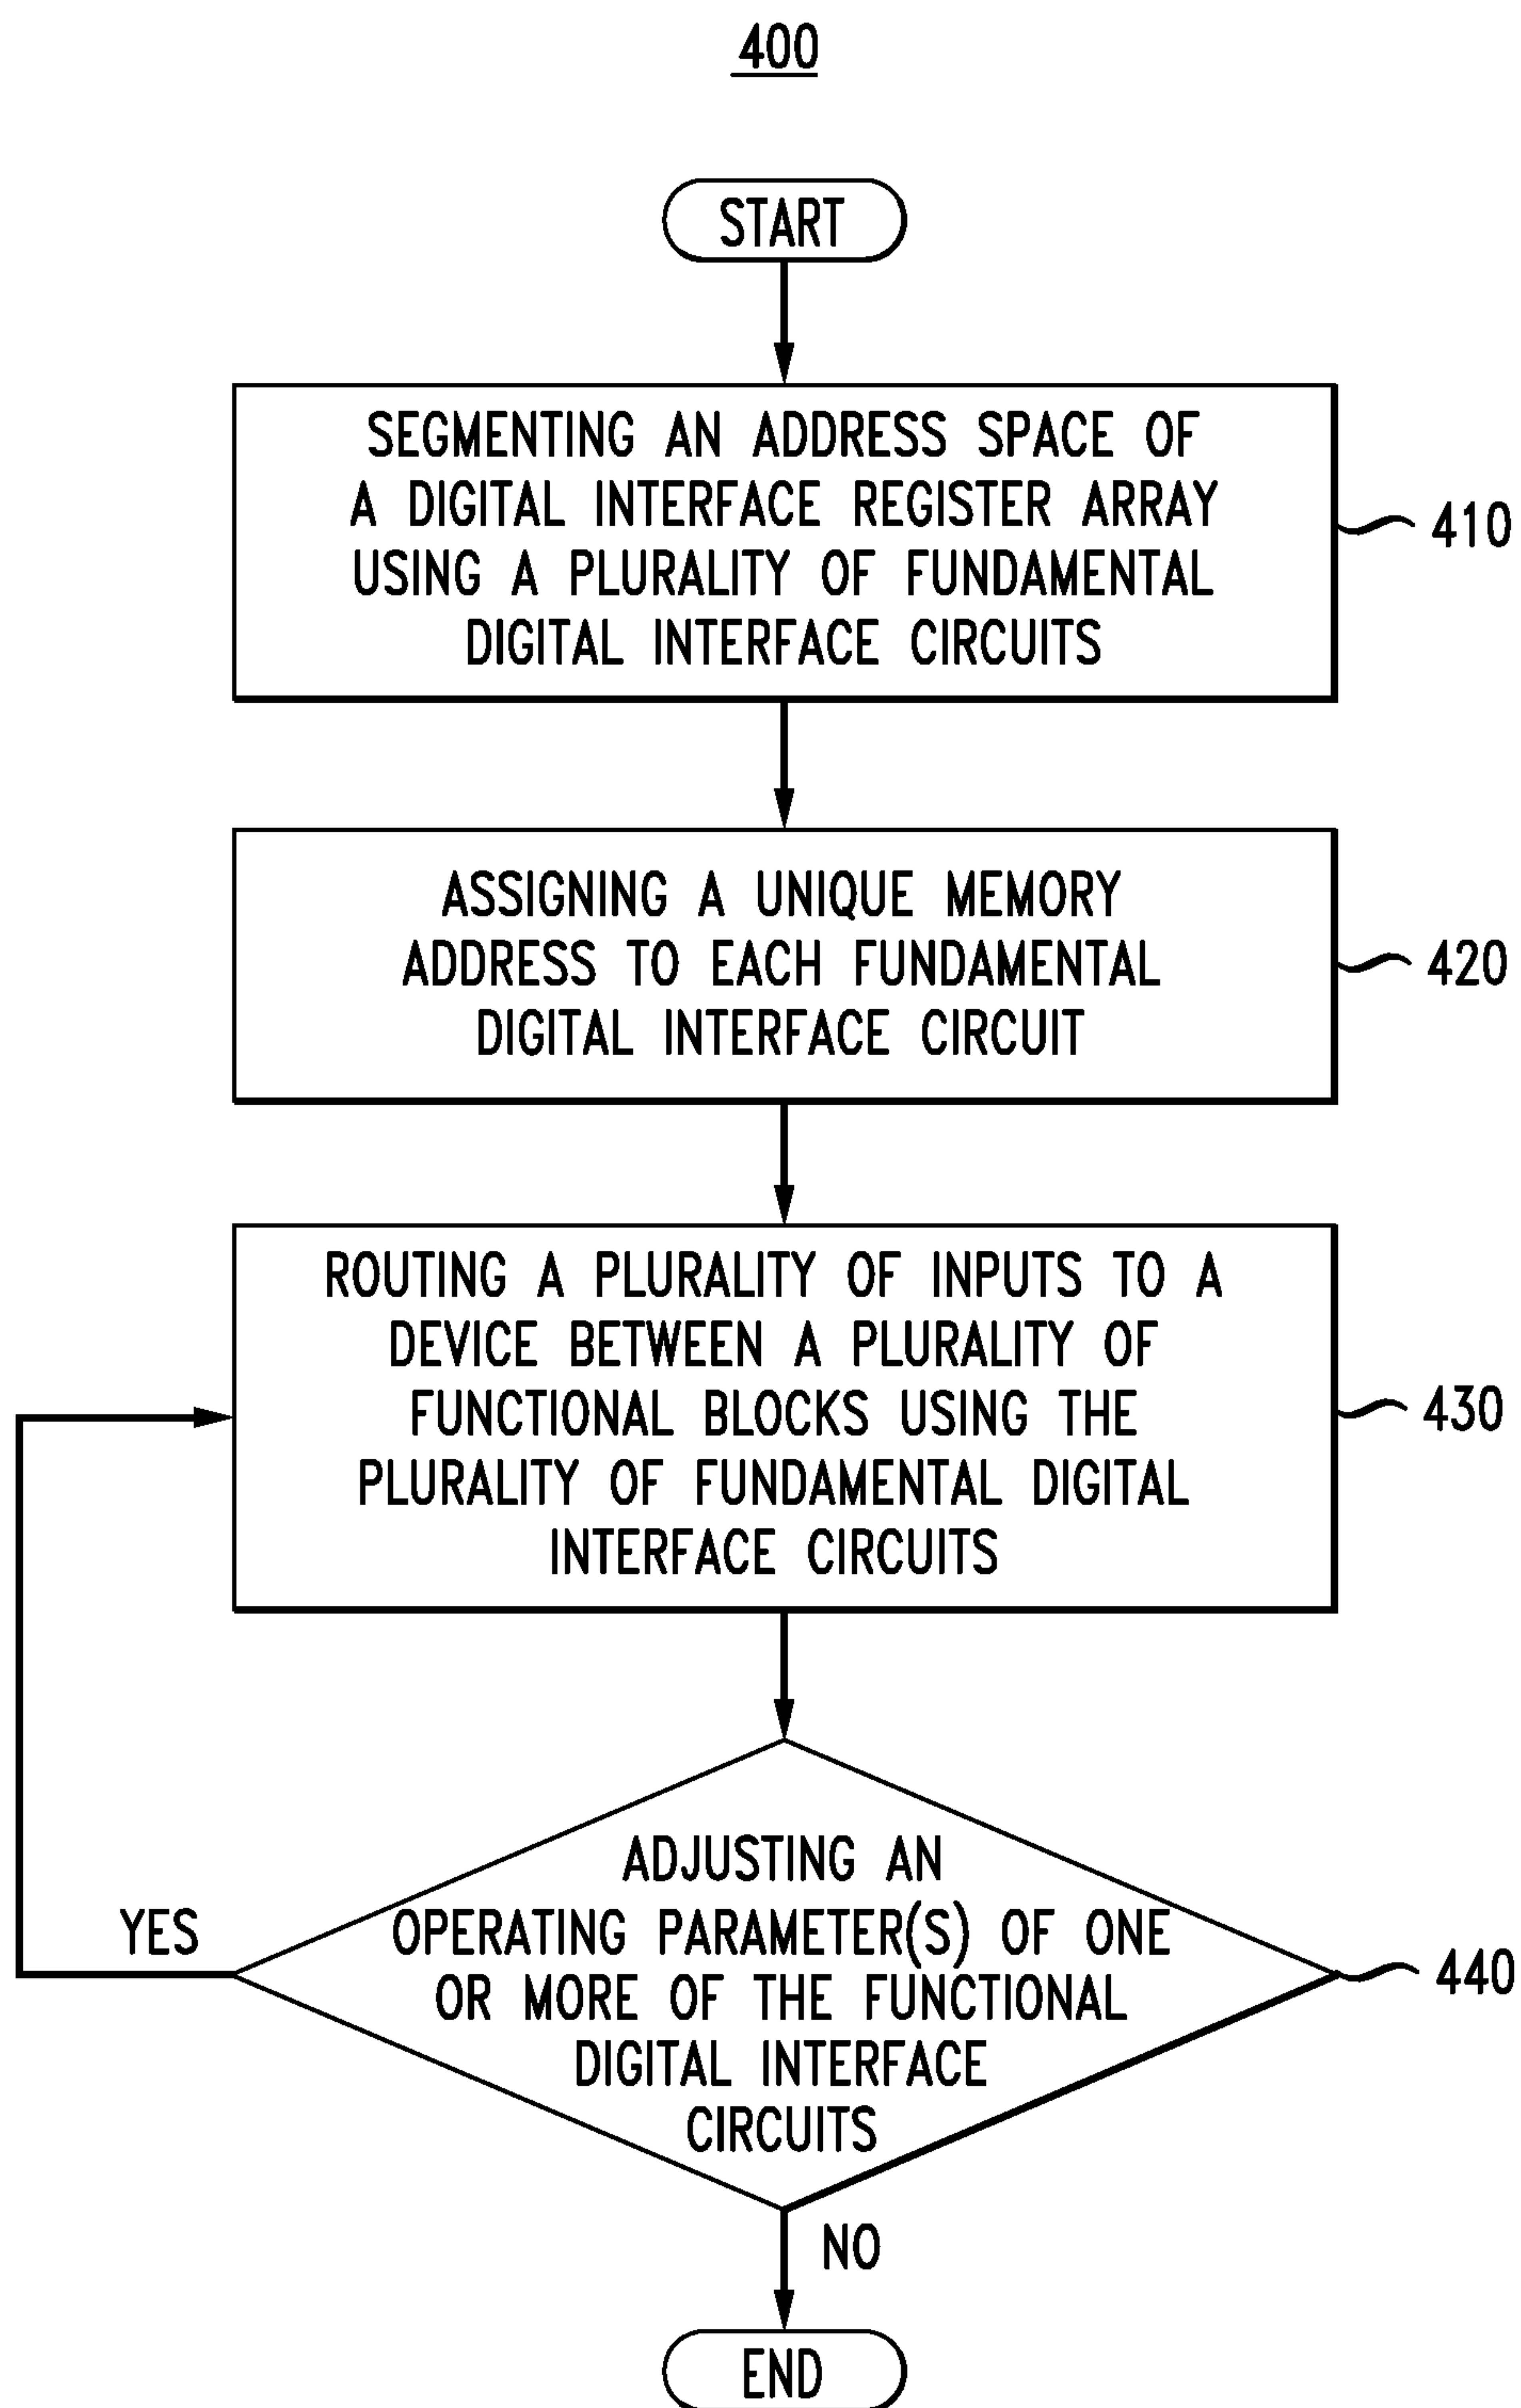 400
START
SEGMENTING AN ADDRESS SPACE OF
A DIGITAL INTERFACE REGISTER ARRAY
USING A PLURALITY OF FUNDAMENTAL
DIGITAL INTERFACE CIRCUITS
410
ASSIGNING A UNIQUE MEMORY
ADDRESS TO EACH FUNDAMENTAL
DIGITAL INTERFACE CIRCUIT
420
ROUTING A PLURALITY OF INPUTS TO A
DEVICE BETWEEN A PLURALITY OF
FUNCTIONAL BLOCKS USING THE
PLURALITY OF FUNDAMENTAL DIGITAL
INTERFACE CIRCUITS
430
ADJUSTING AN
OPERATING PARAMETER(S) OF ONE
OR MORE OF THE FUNCTIONAL
DIGITAL INTERFACE
CIRCUITS
440
YES
NO
END